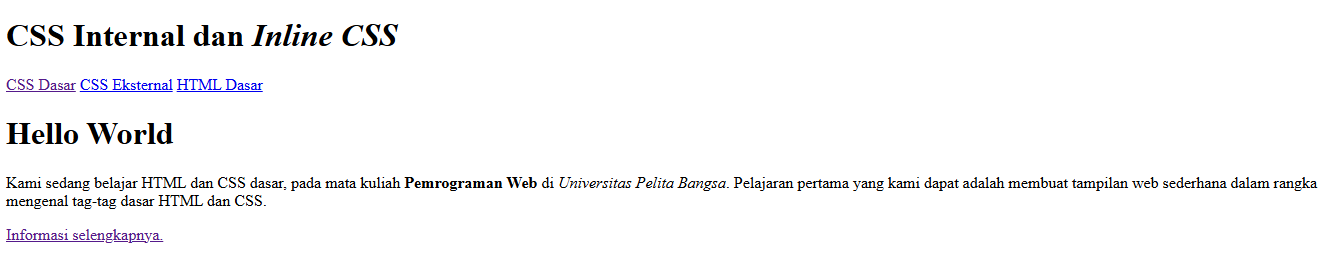 CSS Internal dan Inline CSS
CSS Dasar CSS Eksternal HTML Dasar
Hello World
Kami sedang belajar HTML dan CSS dasar, pada mata kuliah Pemrograman Web di Universitas Pelita Bangsa. Pelajaran pertama yang kami dapat adalah membuat tampilan web sederhana dalam rangka
mengenal tag-tag dasar HTML dan CSS.
Informasi selengkapnya.